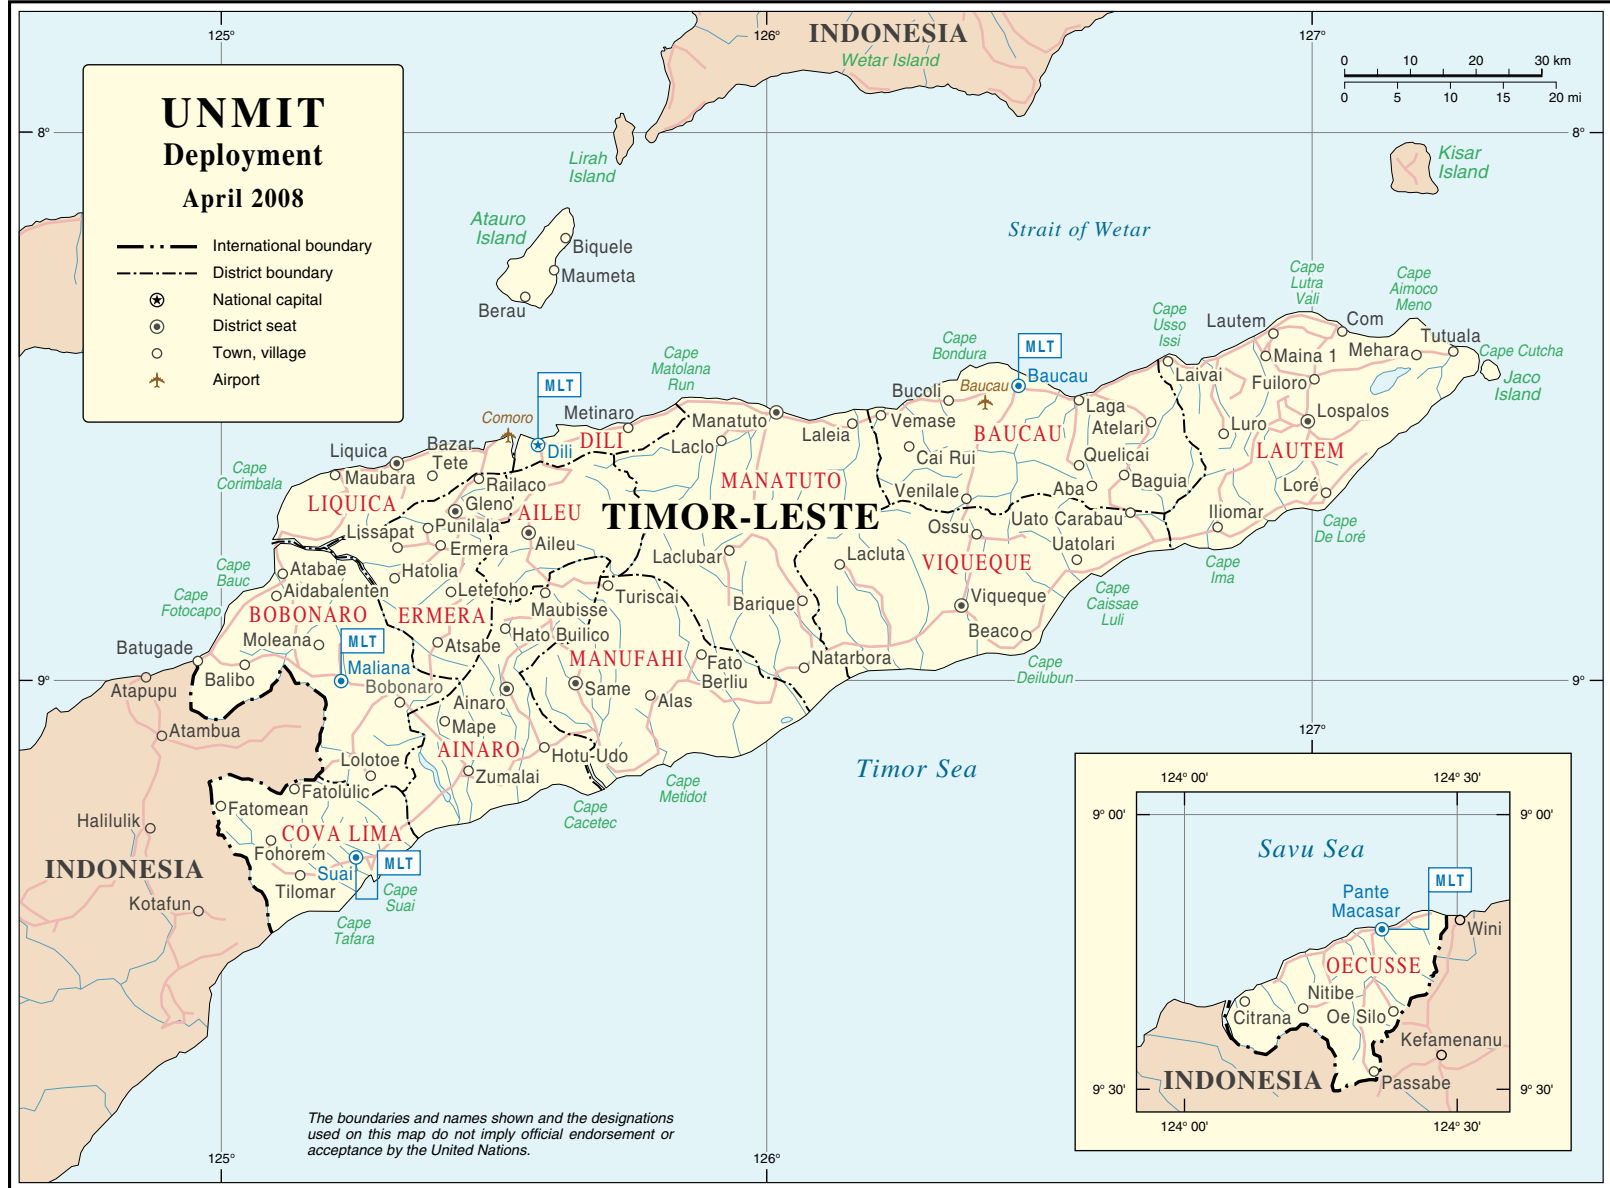 125°
126°
127°
INDONESIA
Wetar Island
0 10 20 30 km
0 5 10 15 20 mi
UNMIT
Deployment
April 2008
International boundary
District boundary
National capital
District seat
Town, village
Airport
8°
8°
Lirah
Island
Kisar
Island
Atauro
Island
Biquele
Maumeta
Berau
Strait of Wetar
Cape
Lutra
Vali
Cape
Aimoco
Meno
Cape
Usso
Issi
Lautem
Com
Tutuala
Mehara
Maina 1
Cape Cutcha
Jaco
Island
Fuiloro
Laivai
Lospalos
Luro
LAUTEM
Loré
Iliomar
Cape
De Loré
Cape
Ima
Cape
Bondura
MLT
Baucau
Baucau
Bucoli
Vemase
BAUCAU
Laga
Atelari
Cai Rui
Quelicai
Aba
Baguia
Venilale
Uato Carabau
Ossu
Uatolari
VIQUEQUE
Lacluta
Viqueque
Beaco
Cape
Caissae
Luli
Cape
Deilubun
Cape
Matolana
Run
MLT
Comoro
Metinaro
Manatuto
Laleia
Dili
DILI
Laclo
MANATUTO
TIMOR-LESTE
Laclubar
Barique
Natarbora
Liquica
Bazar
Tete
Maubara
Railaco
Cape
Corimbala
LIQUICA
Gleno
AILEU
Punilala
Lissapat
Ermera
Aileu
Hatolia
Letefoho
Maubisse
Turiscai
ERMERA
Hato Builico
Atsabe
MANUFAHI
Fato
Berliu
Same
Alas
Cape
Bauc
Cape
Fotocapo
Atabae
Aidabalenten
BOBONARO
Moleana
MLT
Maliana
Batugade
Balibo
Bobonaro
Atapupu
Atambua
9°
9°
Ainaro
Mape
AINARO
Hotu-Udo
Zumalai
Lolotoe
Fatolulic
Fatomean
COVA LIMA
Fohorem
Suai
MLT
Tilomar
Cape
Suai
Cape
Tafara
Cape
Cacetec
Cape
Metidot
Timor Sea
127°
Halilulik
INDONESIA
Kotafun
124° 00'
124° 30'
9° 00'
9° 00'
Savu Sea
MLT
Pante
Macasar
Wini
OECUSSE
Nitibe
Citrana
Oe Silo
Kefamenanu
INDONESIA
Passabe
9° 30'
9° 30'
124° 00'
124° 30'
The boundaries and names shown and the designations
used on this map do not imply official endorsement or
acceptance by the United Nations.
125°
126°